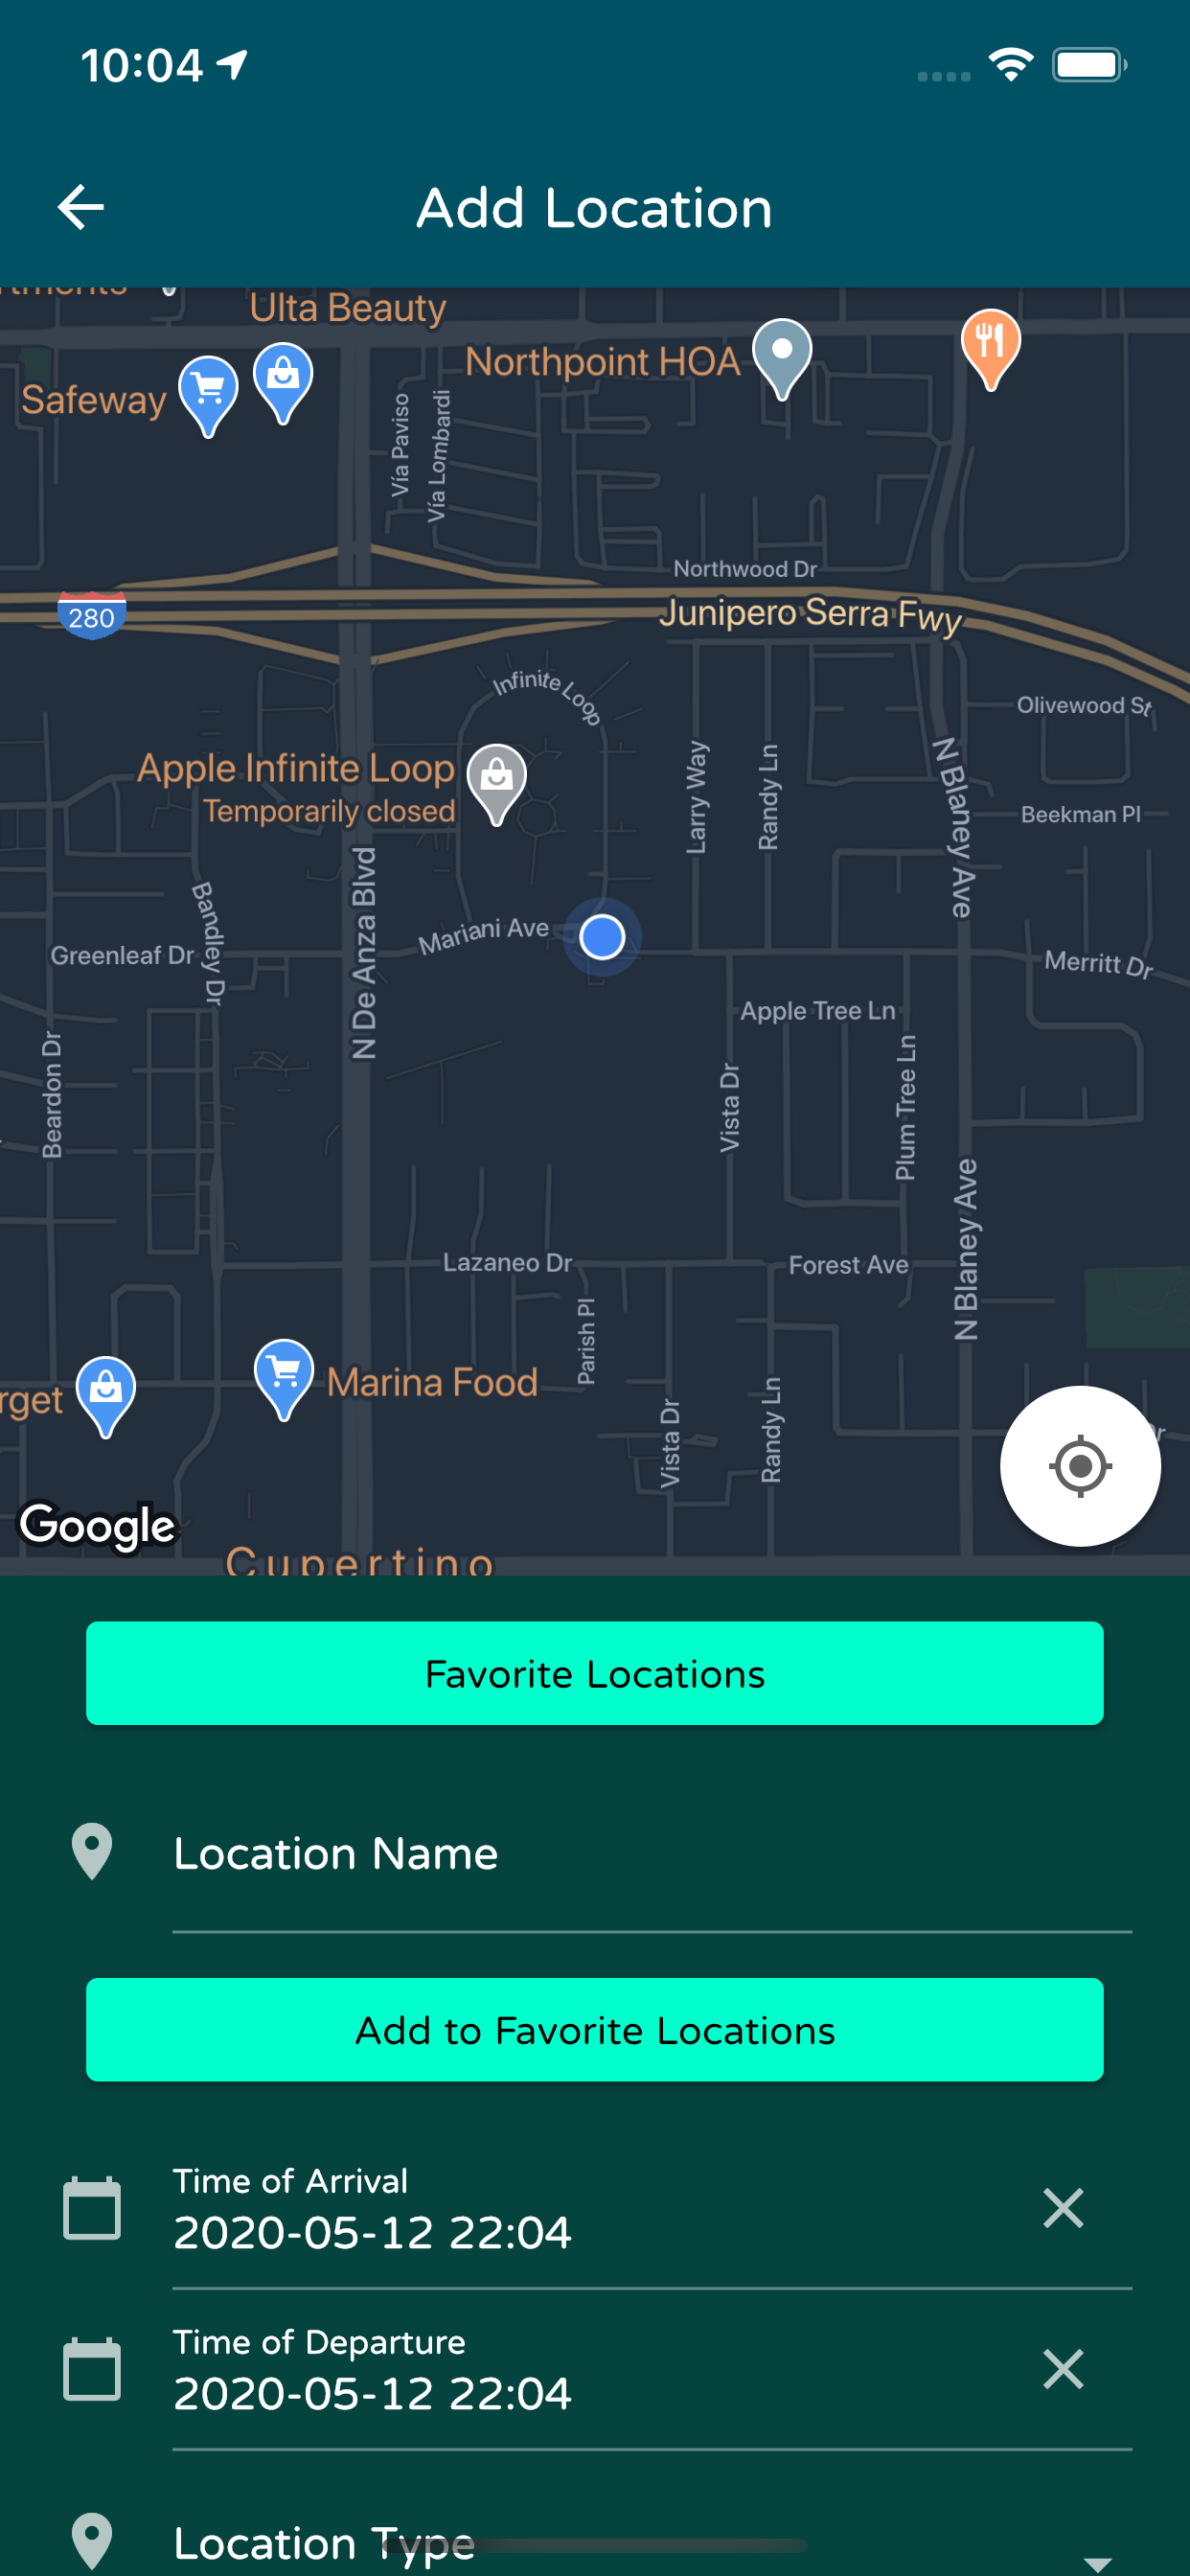 10:04
Add Location
Ulta Beauty
Northpoint HOA
Safeway
Vía Paviso
Vía Lombardi
Northwood Dr
280
Junipero Serra Fwy
Infinite Loop
Olivewood St
Apple Infinite Loop
Temporarily closed
Larry Way
Randy Ln
N Blaney Ave
Beekman Pl
Bandley Dr
N De Anza Blvd
Mariani Ave
Greenleaf Dr
Merritt Dr
Apple Tree Ln
Beardon Dr
Vista Dr
Plum Tree Ln
N Blaney Ave
Lazaneo Dr
Forest Ave
Parish Pl
Marina Food
rget
Vista Dr
Randy Ln
Google
Cupertino
Favorite Locations
Location Name
Add to Favorite Locations
Time of Arrival
2020-05-12 22:04
Time of Departure
2020-05-12 22:04
Location Type